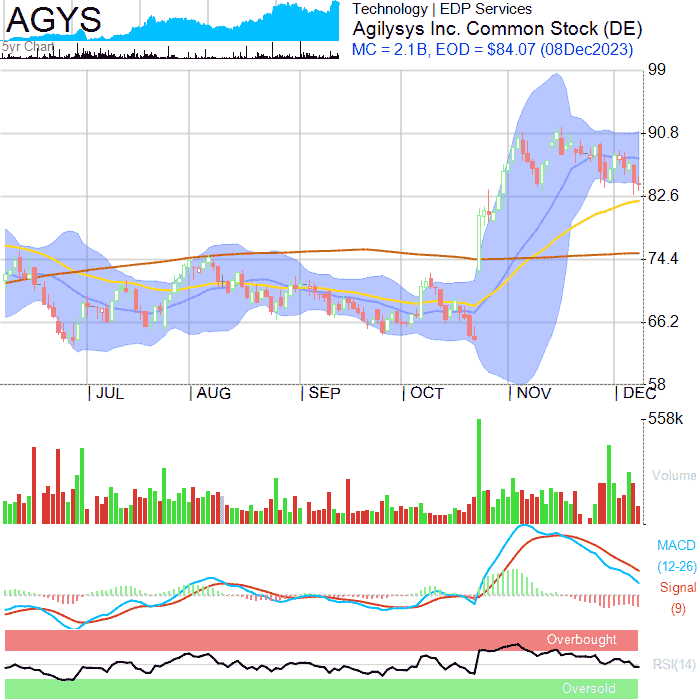 AGYS
5yr Chart
Technology | EDP Services
Agilysys Inc. Common Stock (DE)
MC = 2.1B, EOD = $84.07 (08Dec2023)
99
90.8
82.6
74.4
66.2
58
JUL AUG SEP OCT NOV DEC
558k
Volume
MACD
(12-26)
Signal
(9)
Overbought
RSI(14)
Oversold